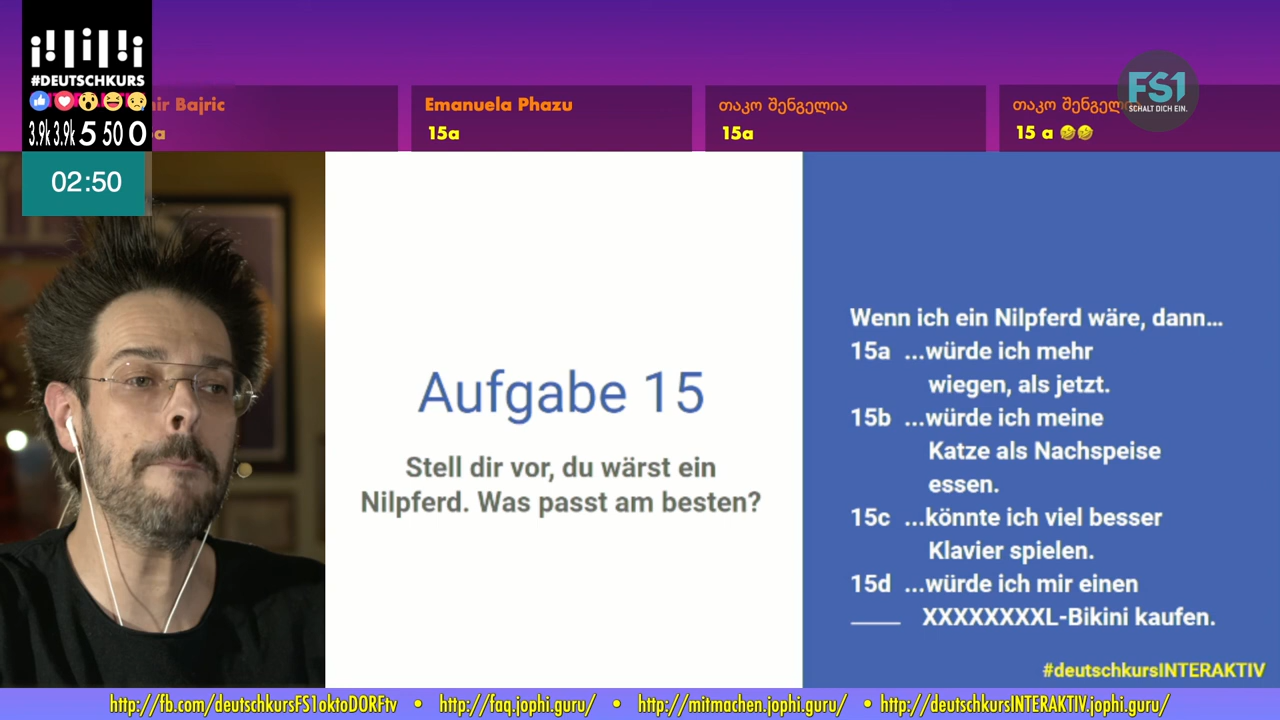 #DEUTSCHKURS
3.9k 3.9k 5 50 0
02:50
ir Bajric
Emanuela Phazu
15a
თაკო შენგელია
15a
თაკო შენგელ
15 a 🤣🤣
FS1
SCHALT DICH EIN.
Aufgabe 15
Stell dir vor, du wärst ein
Nilpferd. Was passt am besten?
Wenn ich ein Nilpferd wäre, dann...
15a ...würde ich mehr
wiegen, als jetzt.
15b ...würde ich meine
Katze als Nachspeise
essen.
15c ...könnte ich viel besser
Klavier spielen.
15d ...würde ich mir einen
XXXXXXXXL-Bikini kaufen.
#deutschkursINTERAKTIV
http://fb.com/deutschkursFS1oktoDORFtv • http://faq.jophi.guru/ • http://mitmachen.jophi.guru/ • http://deutschkursINTERAKTIV.jophi.guru/